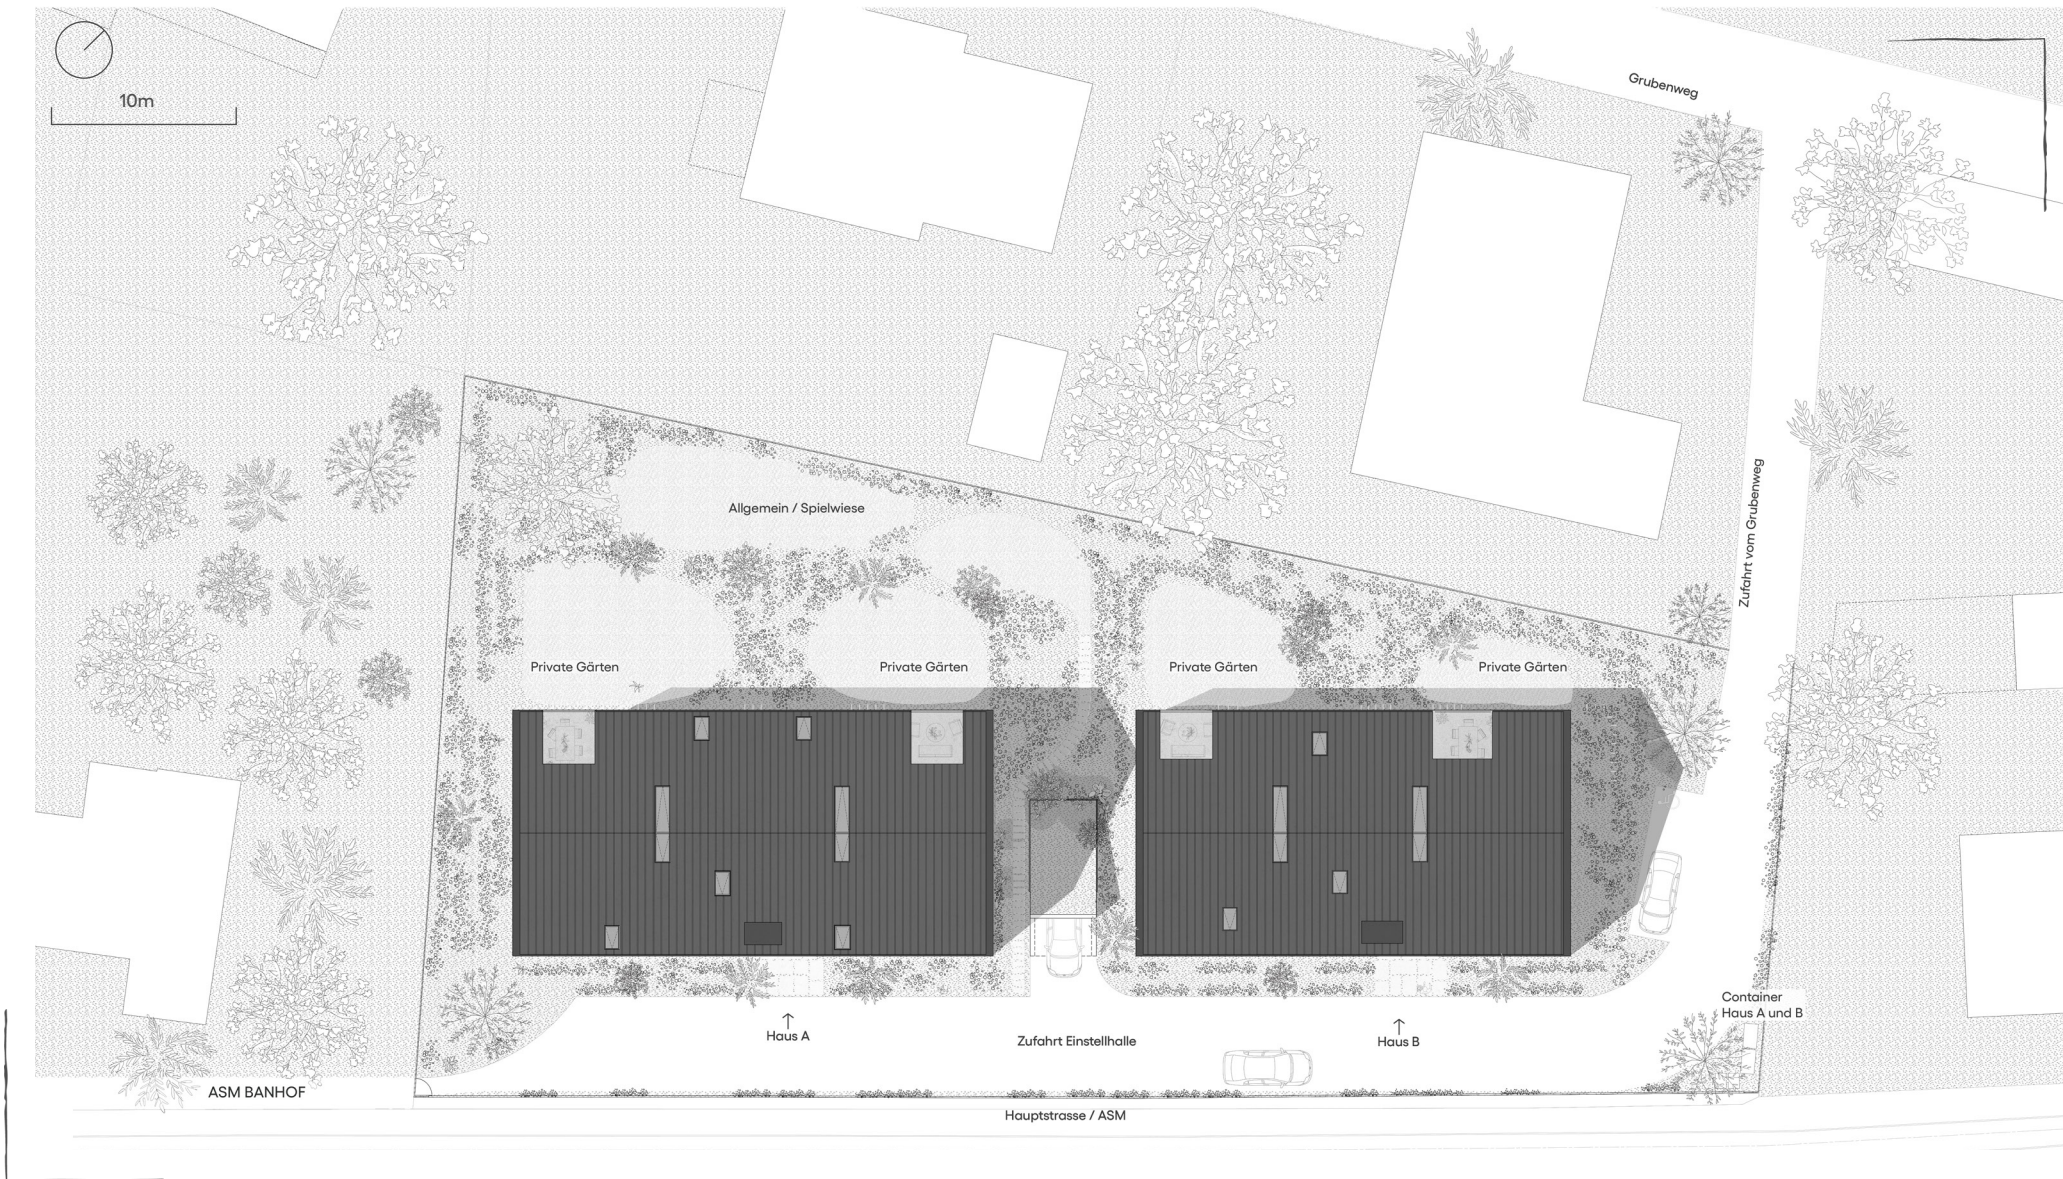 10m
Grubenweg
Zufahrt vom Grubenweg
Allgemein / Spielwiese
Private Gärten
Private Gärten
Private Gärten
Private Gärten
Container
Haus A und B
Haus A
Zufahrt Einstellhalle
Haus B
ASM BANHOF
Hauptstrasse / ASM